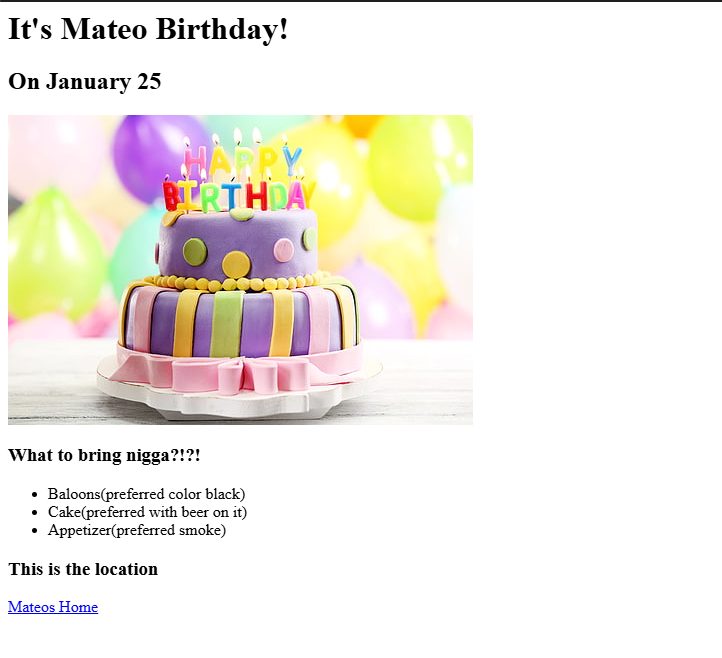 It's Mateo Birthday!
On January 25
HAPPY
BIRTHDAY
What to bring nigga?!?!
Baloons(preferred color black)
Cake(preferred with beer on it)
Appetizer(preferred smoke)
This is the location
Mateos Home